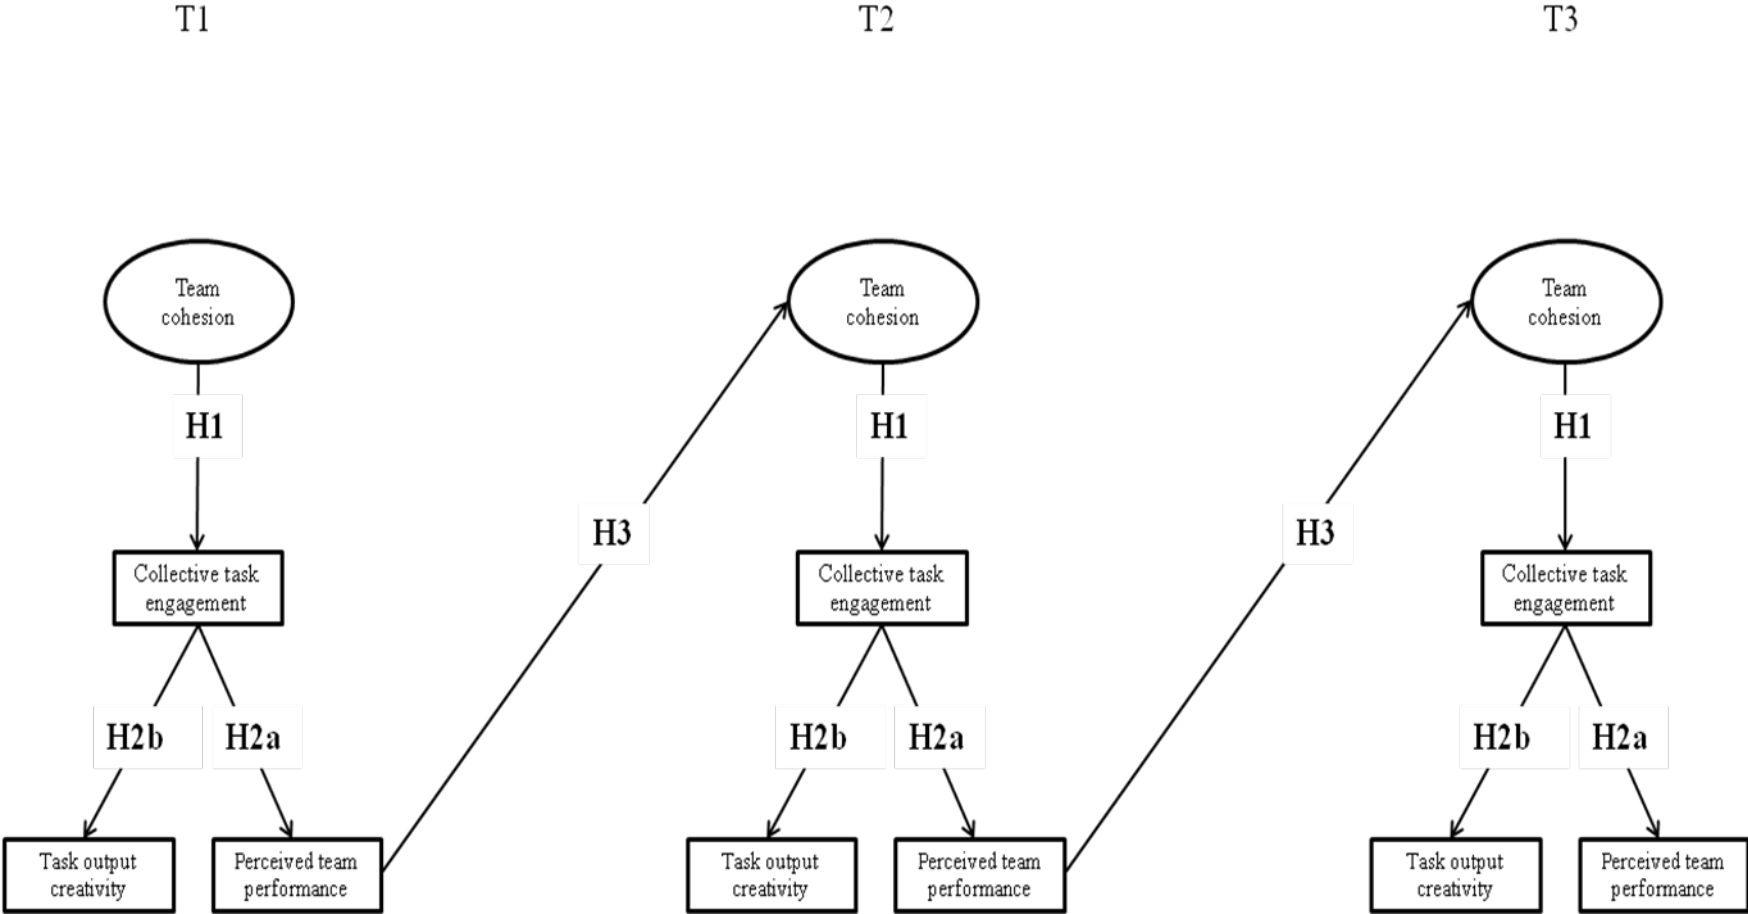 T1
T2
T3
Team
cohesion
Team
cohesion
Team
cohesion
H1
H1
H1
H3
H3
Collective task
engagement
Collective task
engagement
Collective task
engagement
H2b
H2a
H2b
H2a
H2b
H2a
Task output
creativity
Perceived team
performance
Task output
creativity
Perceived team
performance
Task output
creativity
Perceived team
performance